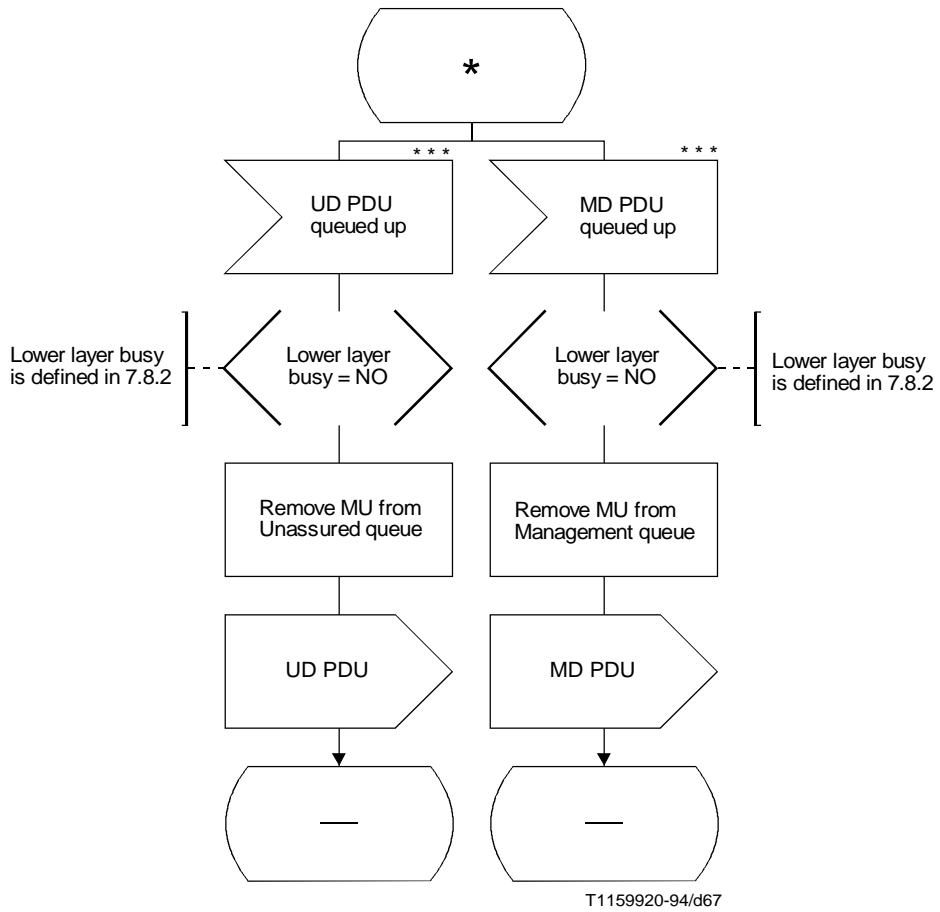 *
* * *
* * *
UD PDU
queued up
MD PDU
queued up
Lower layer busy
is defined in 7.8.2
Lower layer
busy = NO
Lower layer
busy = NO
Lower layer busy
is defined in 7.8.2
Remove MU from
Unassured queue
Remove MU from
Management queue
UD PDU
MD PDU
—
—
T1159920-94/d67